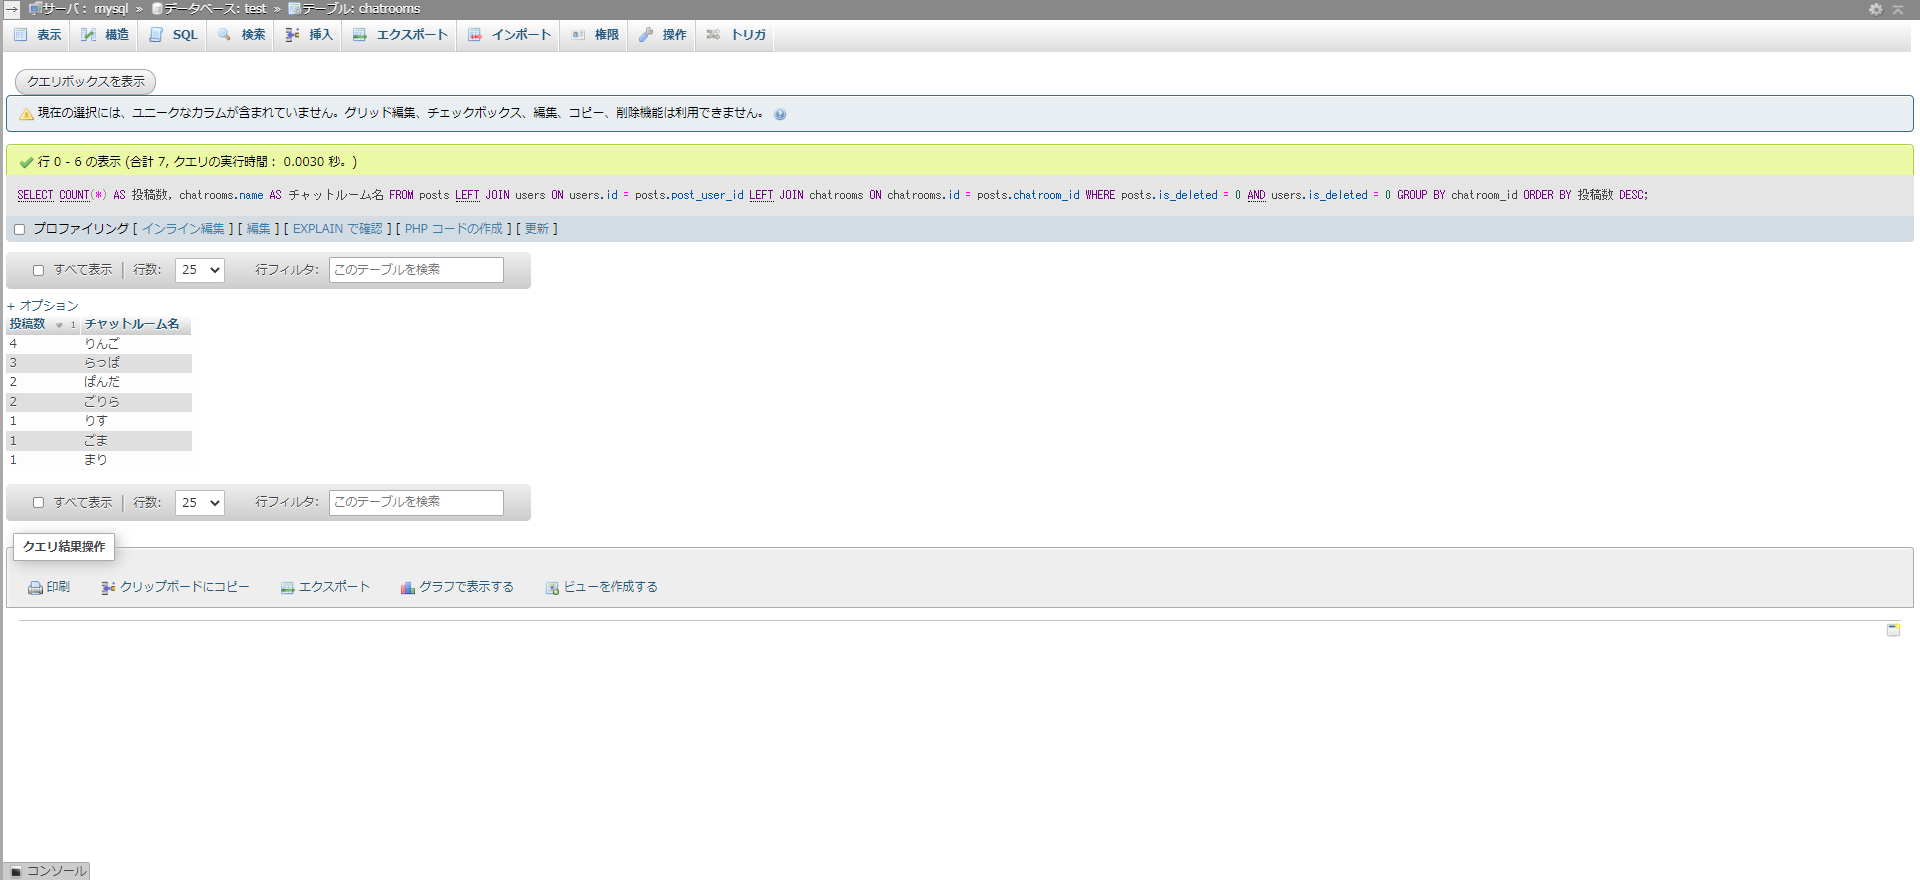 サーバ : mysql » データベース: test » テーブル: chatrooms
表示 構造 SQL 検索 挿入 エクスポート インポート 権限 操作 トリガ
クエリボックスを表示
現在の選択には、ユニークなカラムが含まれていません。グリッド編集、チェックボックス、編集、コピー、削除機能は利用できません。
行 0 - 6 の表示 (合計 7, クエリの実行時間 : 0.0030 秒。)
SELECT COUNT(*) AS 投稿数, chatrooms.name AS チャットルーム名 FROM posts LEFT JOIN users ON users.id = posts.post_user_id LEFT JOIN chatrooms ON chatrooms.id = posts.chatroom_id WHERE posts.is_deleted = 0 AND users.is_deleted = 0 GROUP BY chatroom_id ORDER BY 投稿数 DESC;
プロファイリング [ インライン編集 ] [ 編集 ] [ EXPLAIN で確認 ] [ PHP コードの作成 ] [ 更新 ]
すべて表示 | 行数: 25 行フィルタ: このテーブルを検索
+ オプション
投稿数 1 チャットルーム名
4 りんご
3 らっぱ
2 ぱんだ
2 ごりら
1 りす
1 ごま
1 まり
すべて表示 | 行数: 25 行フィルタ: このテーブルを検索
クエリ結果操作
印刷 クリップボードにコピー エクスポート グラフで表示する ビューを作成する
コンソール